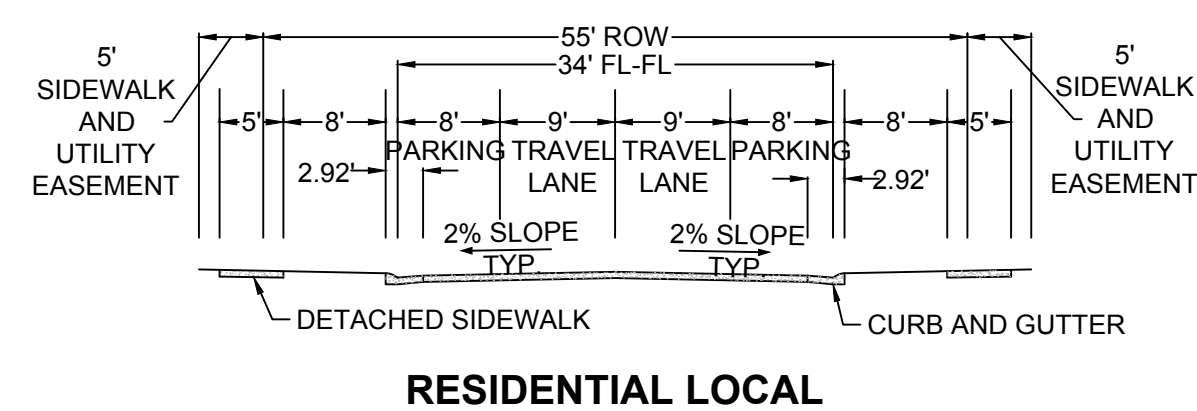 55' ROW
34' FL-FL
5'
SIDEWALK
AND
UTILITY
EASEMENT
5'
SIDEWALK
AND
UTILITY
EASEMENT
5' 8' 8' 9' 9' 8' 8' 5'
PARKING TRAVEL TRAVEL PARKING
LANE LANE
2.92' 2.92'
2% SLOPE 2% SLOPE
TYP. TYP.
DETACHED SIDEWALK CURB AND GUTTER
RESIDENTIAL LOCAL